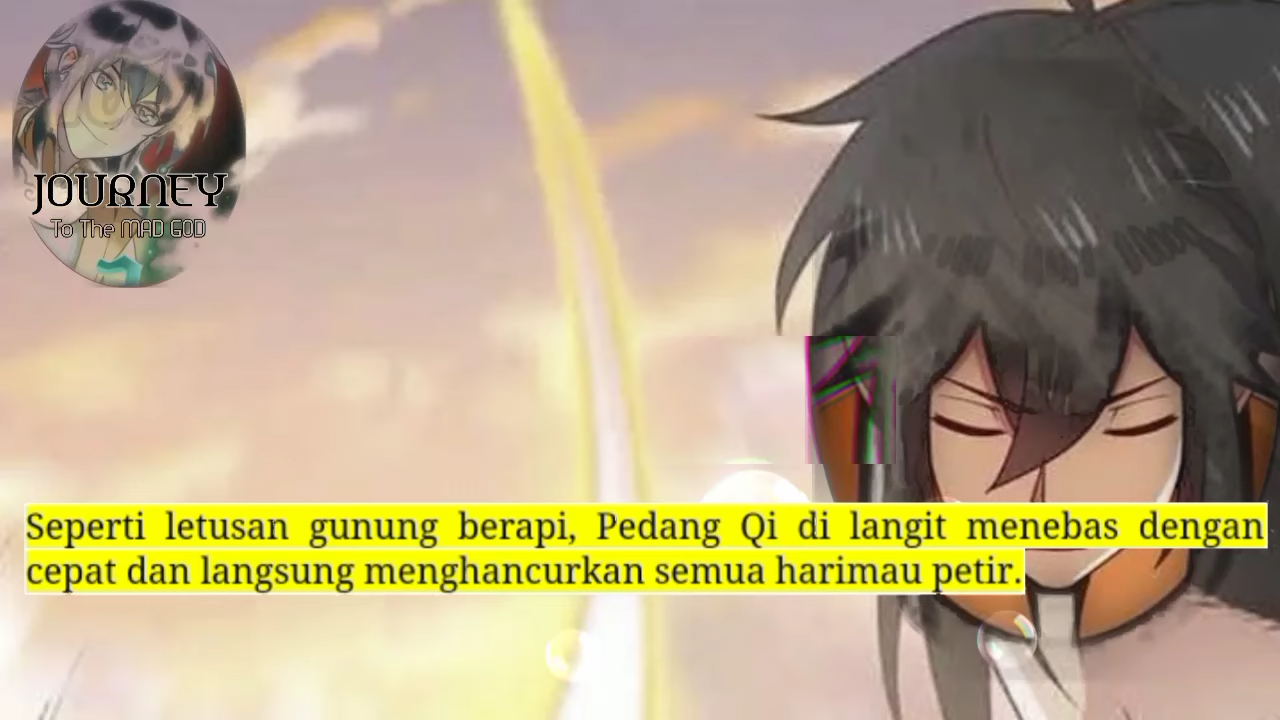 JOURNEY
To The MAD GOD
Seperti letusan gunung berapi, Pedang Qi di langit menebas dengan
cepat dan langsung menghancurkan semua harimau petir.